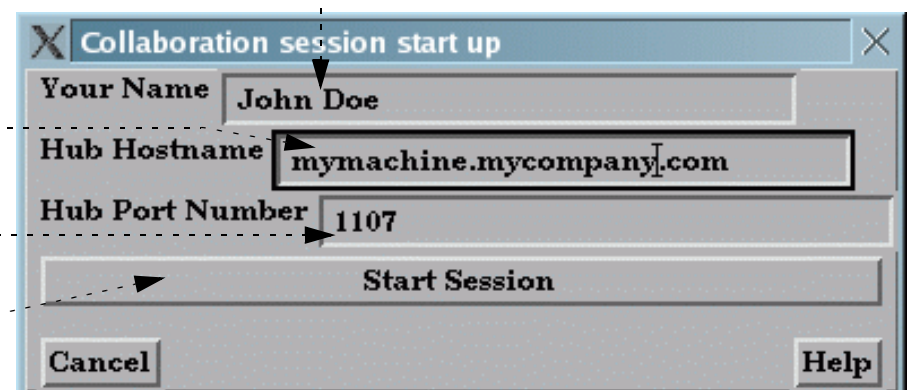 Collaboration session start up
Your Name John Doe
Hub Hostname mymachine.mycompany.com
Hub Port Number 1107
Start Session
Cancel Help